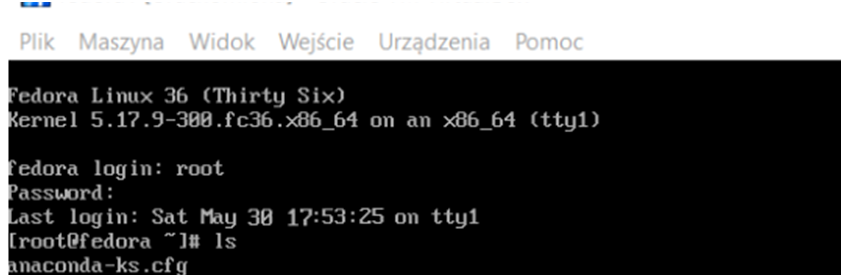 Plik Maszyna Widok Wejście Urządzenia Pomoc
Fedora Linux 36 (Thirty Six)
Kernel 5.17.9-300.fc36.x86_64 on an x86_64 (tty1)
fedora login: root
Password:
Last login: Sat May 30 17:53:25 on tty1
[root@fedora ~]# ls
anaconda-ks.cfg